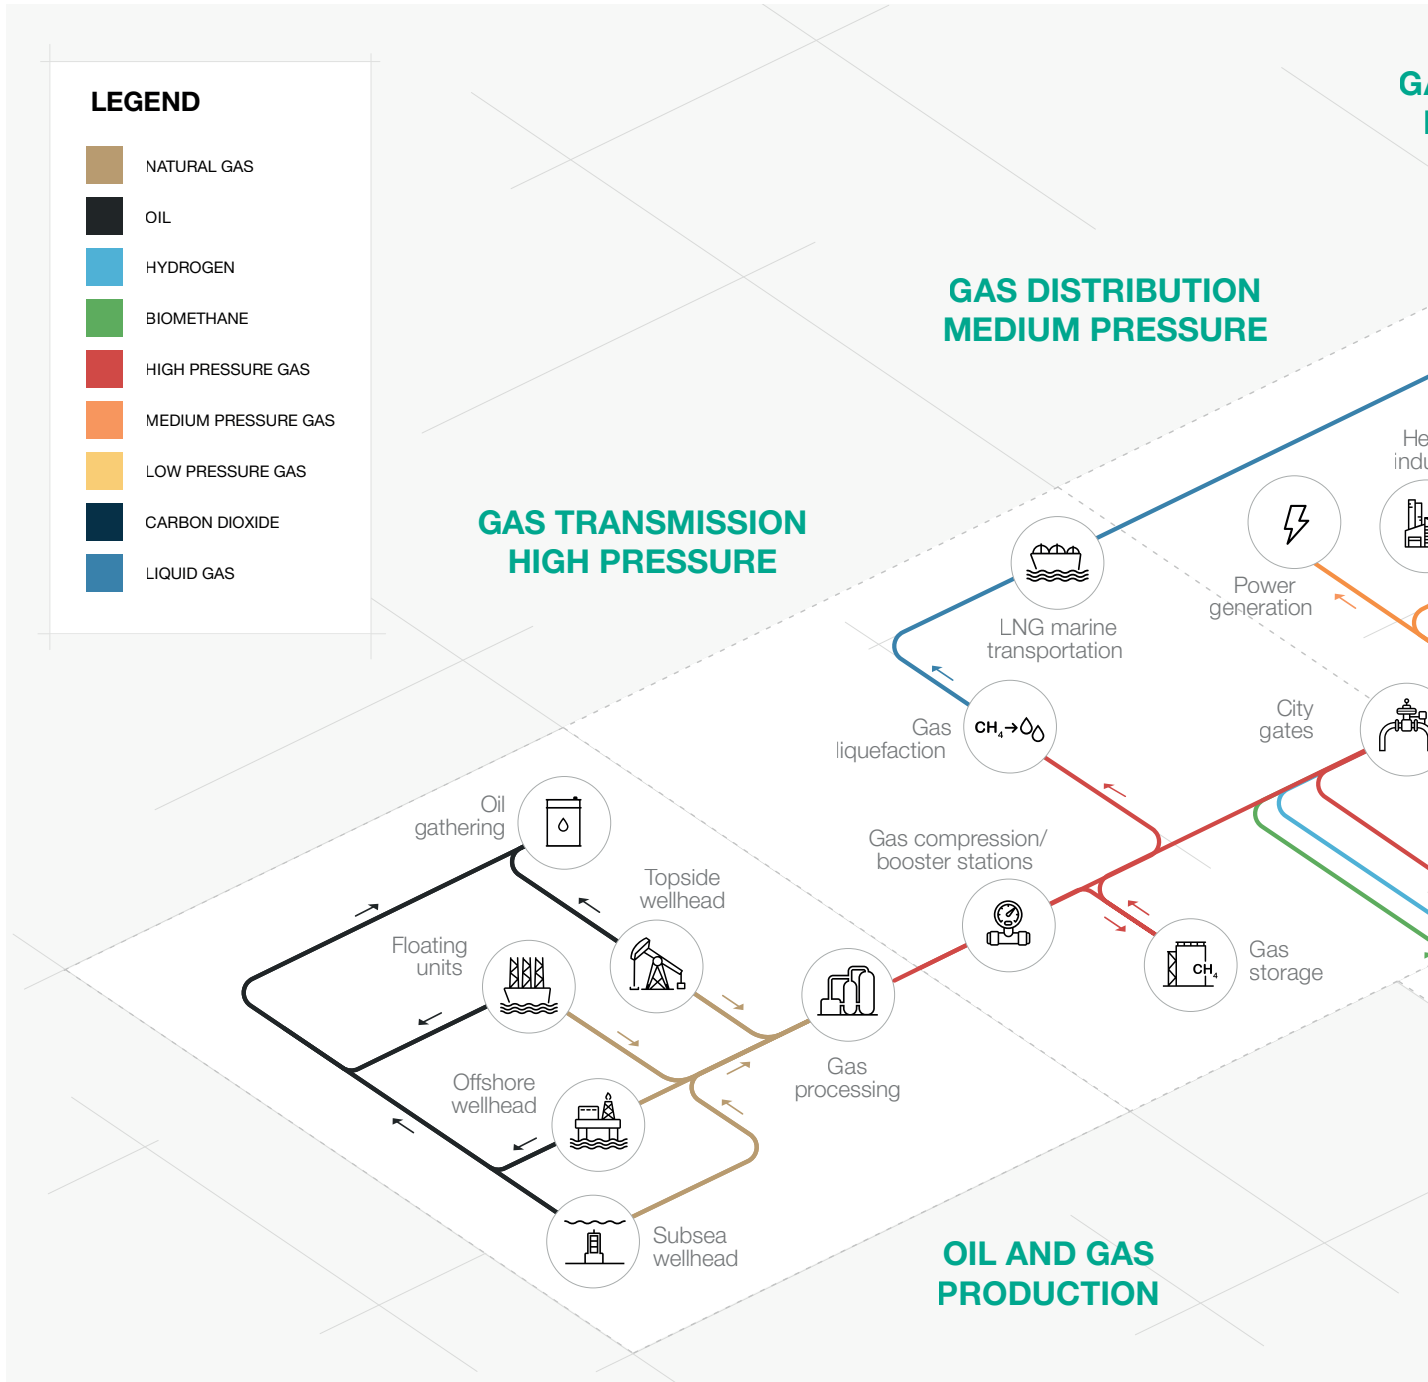 LEGEND
NATURAL GAS
OIL
HYDROGEN
BIOMETHANE
HIGH PRESSURE GAS
MEDIUM PRESSURE GAS
LOW PRESSURE GAS
CARBON DIOXIDE
LIQUID GAS
GAS DISTRIBUTION
MEDIUM PRESSURE
GAS TRANSMISSION
HIGH PRESSURE
Power
generation
LNG marine
transportation
City
gates
Gas
liquefaction
CH₄→
Oil
gathering
Gas compression/
booster stations
Topside
wellhead
Floating
units
Gas
storage
CH₄
Gas
processing
Offshore
wellhead
Subsea
wellhead
OIL AND GAS
PRODUCTION